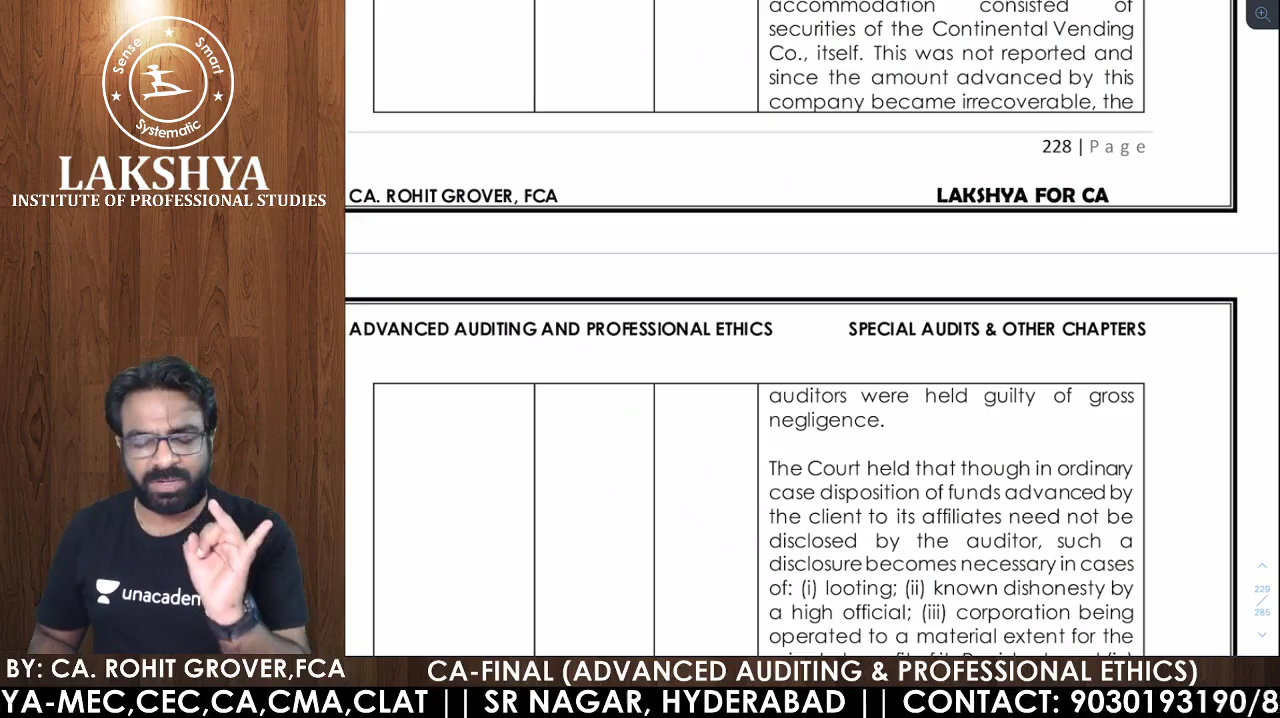 Sense
Smart
Systematic
LAKSHYA
INSTITUTE OF PROFESSIONAL STUDIES
accommodation consisted of
securities of the Continental Vending
Co., itself. This was not reported and
since the amount advanced by this
company became irrecoverable, the
228 | Page
CA. ROHIT GROVER, FCA LAKSHYA FOR CA
ADVANCED AUDITING AND PROFESSIONAL ETHICS SPECIAL AUDITS & OTHER CHAPTERS
auditors were held guilty of gross
negligence.
The Court held that though in ordinary
case disposition of funds advanced by
the client to its affiliates need not be
disclosed by the auditor, such a
disclosure becomes necessary in cases
of: (i) looting; (ii) known dishonesty by
a high official; (iii) corporation being
operated to a material extent for the
229
285
unacadem
BY: CA. ROHIT GROVER,FCA CA-FINAL (ADVANCED AUDITING & PROFESSIONAL ETHICS)
YA-MEC,CEC,CA,CMA,CLAT || SR NAGAR, HYDERABAD || CONTACT: 9030193190/8